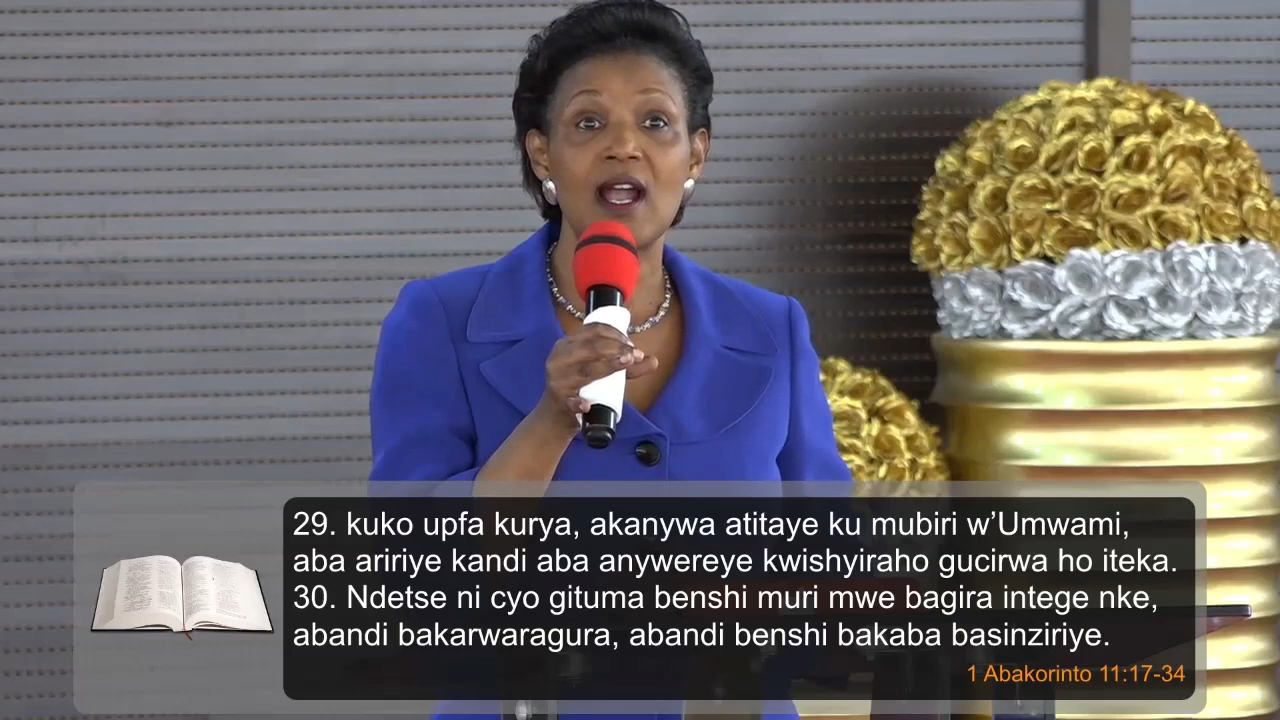 29. kuko upfa kurya, akanywa atitaye ku mubiri w’Umwami,
aba aririye kandi aba anywereye kwishyiraho gucirwa ho iteka.
30. Ndetse ni cyo gituma benshi muri mwe bagira intege nke,
abandi bakarwaragura, abandi benshi bakaba basinziriye.
1 Abakorinto 11:17-34